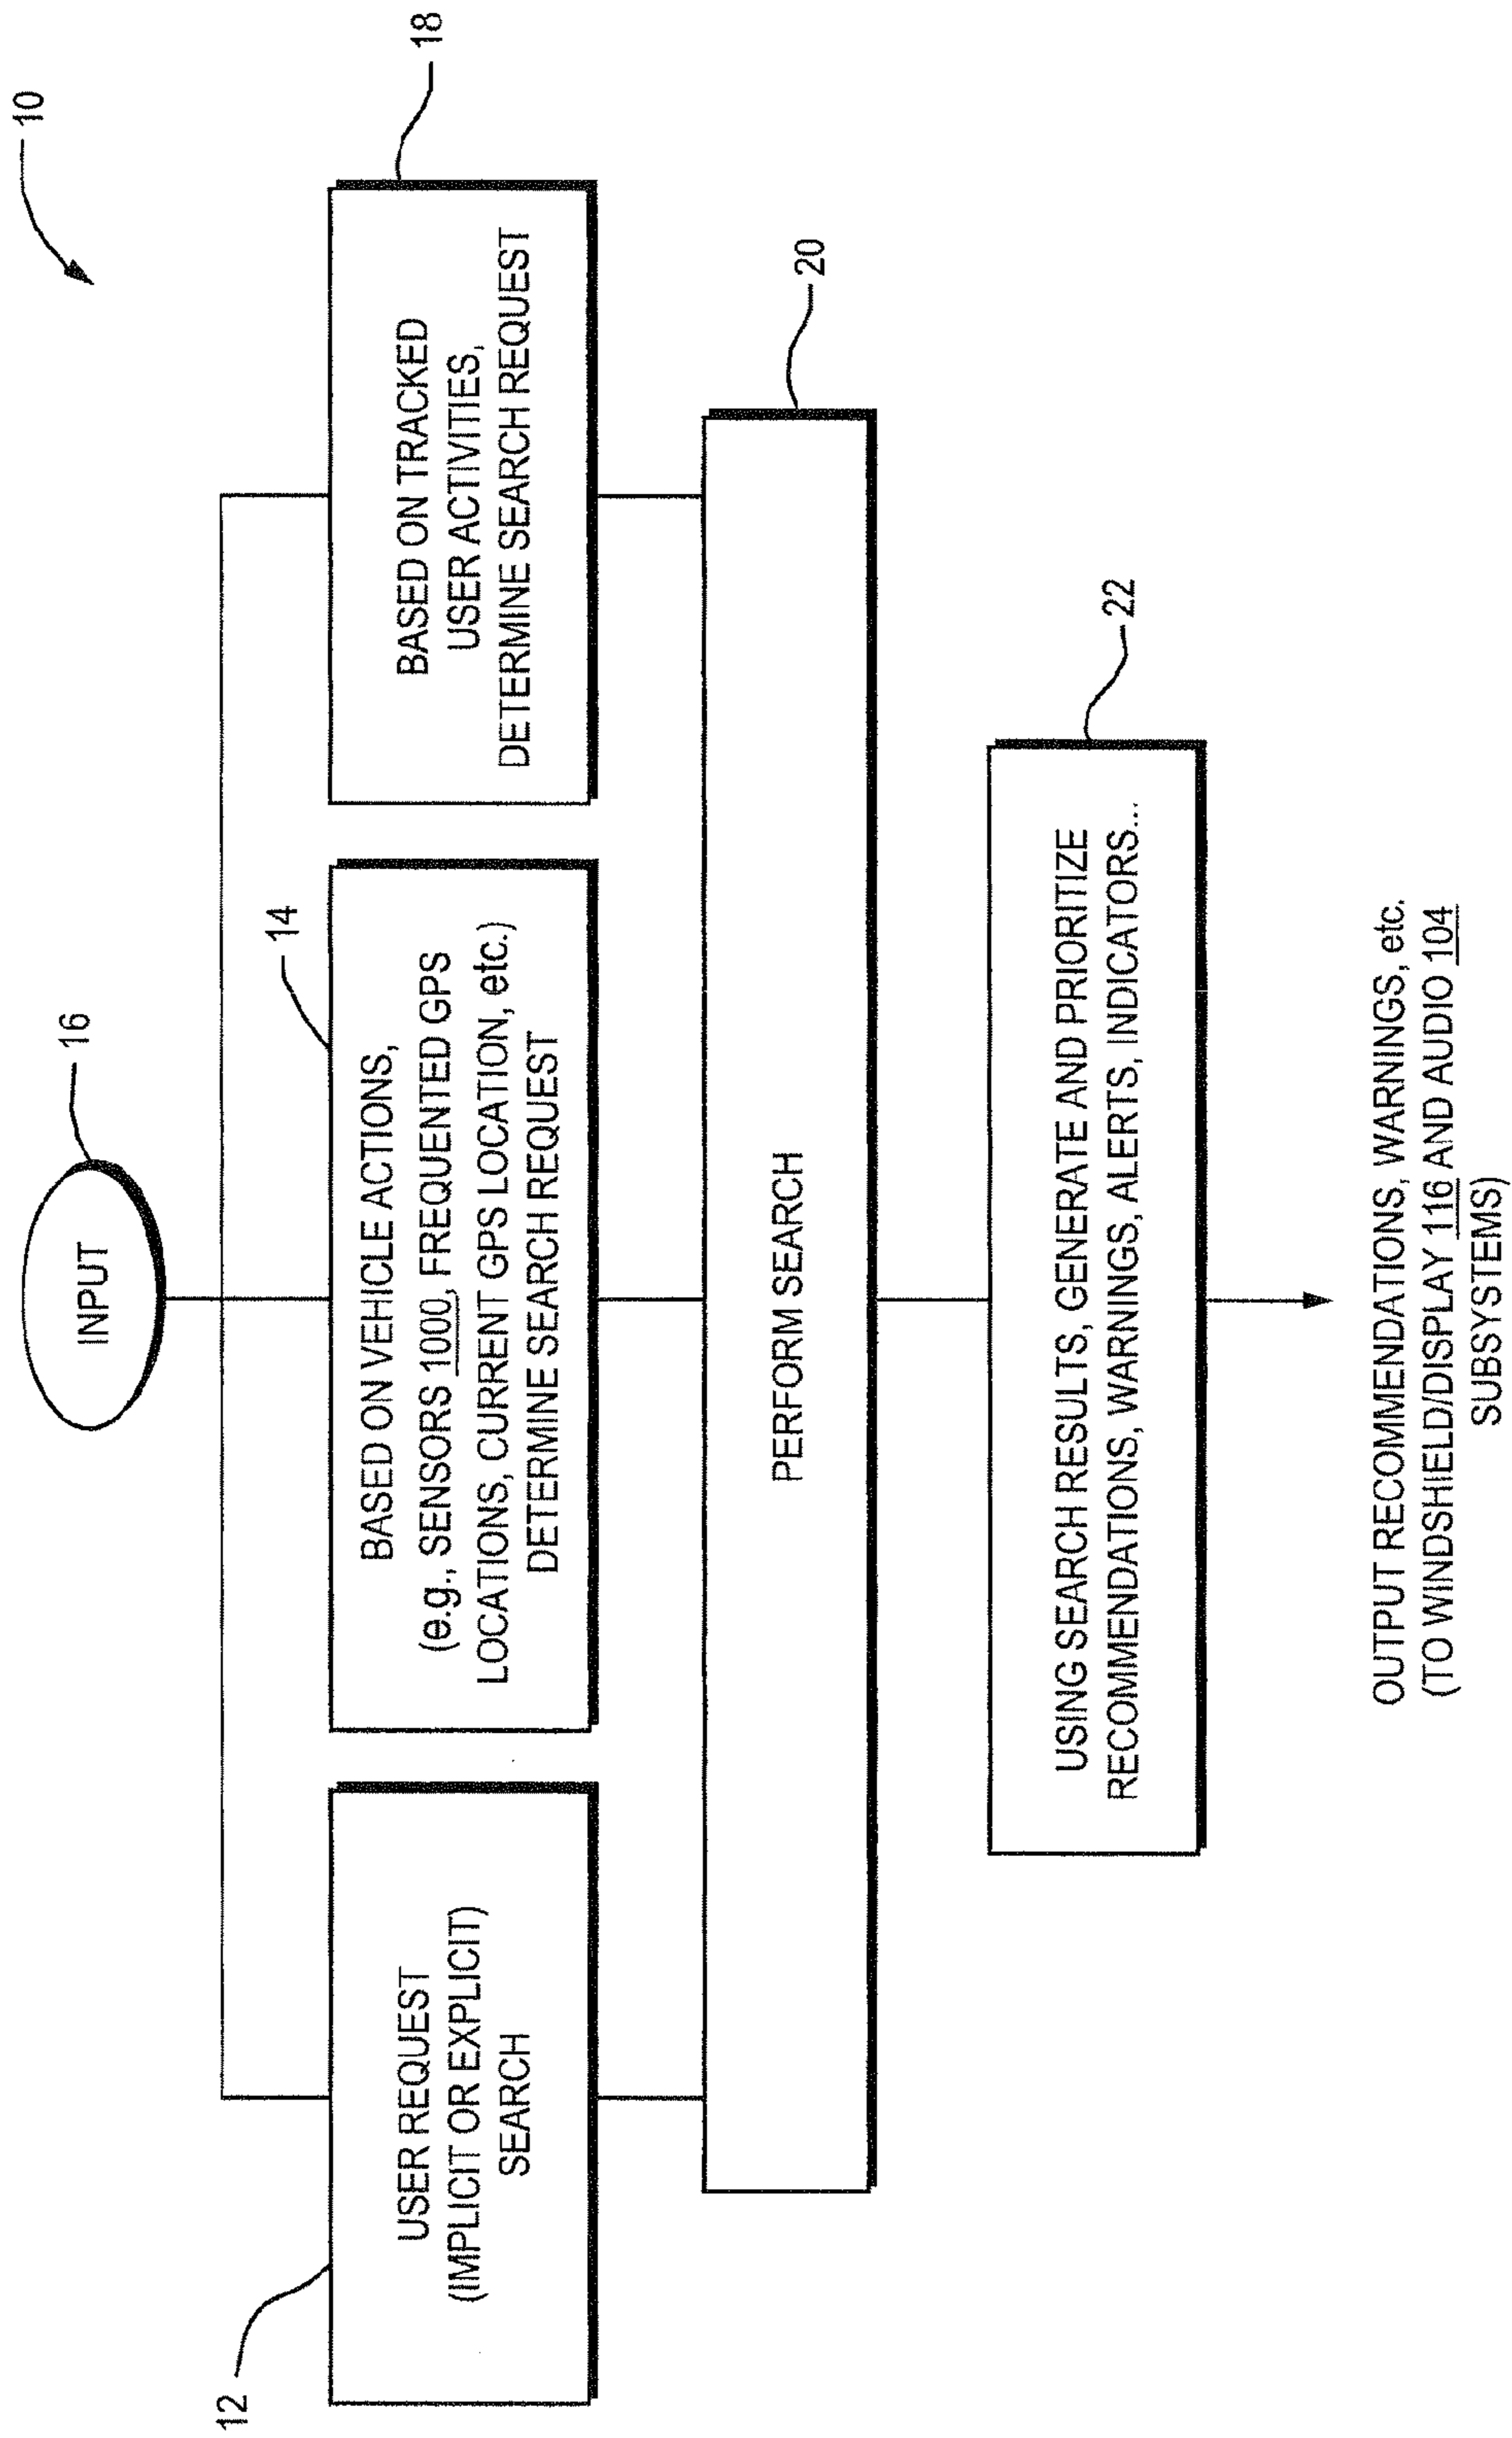 10
16
INPUT
12
USER REQUEST
(IMPLICIT OR EXPLICIT)
SEARCH
14
BASED ON VEHICLE ACTIONS,
(e.g., SENSORS 1000, FREQUENTED GPS
LOCATIONS, CURRENT GPS LOCATION, etc.)
DETERMINE SEARCH REQUEST
18
BASED ON TRACKED
USER ACTIVITIES,
DETERMINE SEARCH REQUEST
20
PERFORM SEARCH
22
USING SEARCH RESULTS, GENERATE AND PRIORITIZE
RECOMMENDATIONS, WARNINGS, ALERTS, INDICATORS...
OUTPUT RECOMMENDATIONS, WARNINGS, etc.
(TO WINDSHIELD/DISPLAY 116 AND AUDIO 104
SUBSYSTEMS)